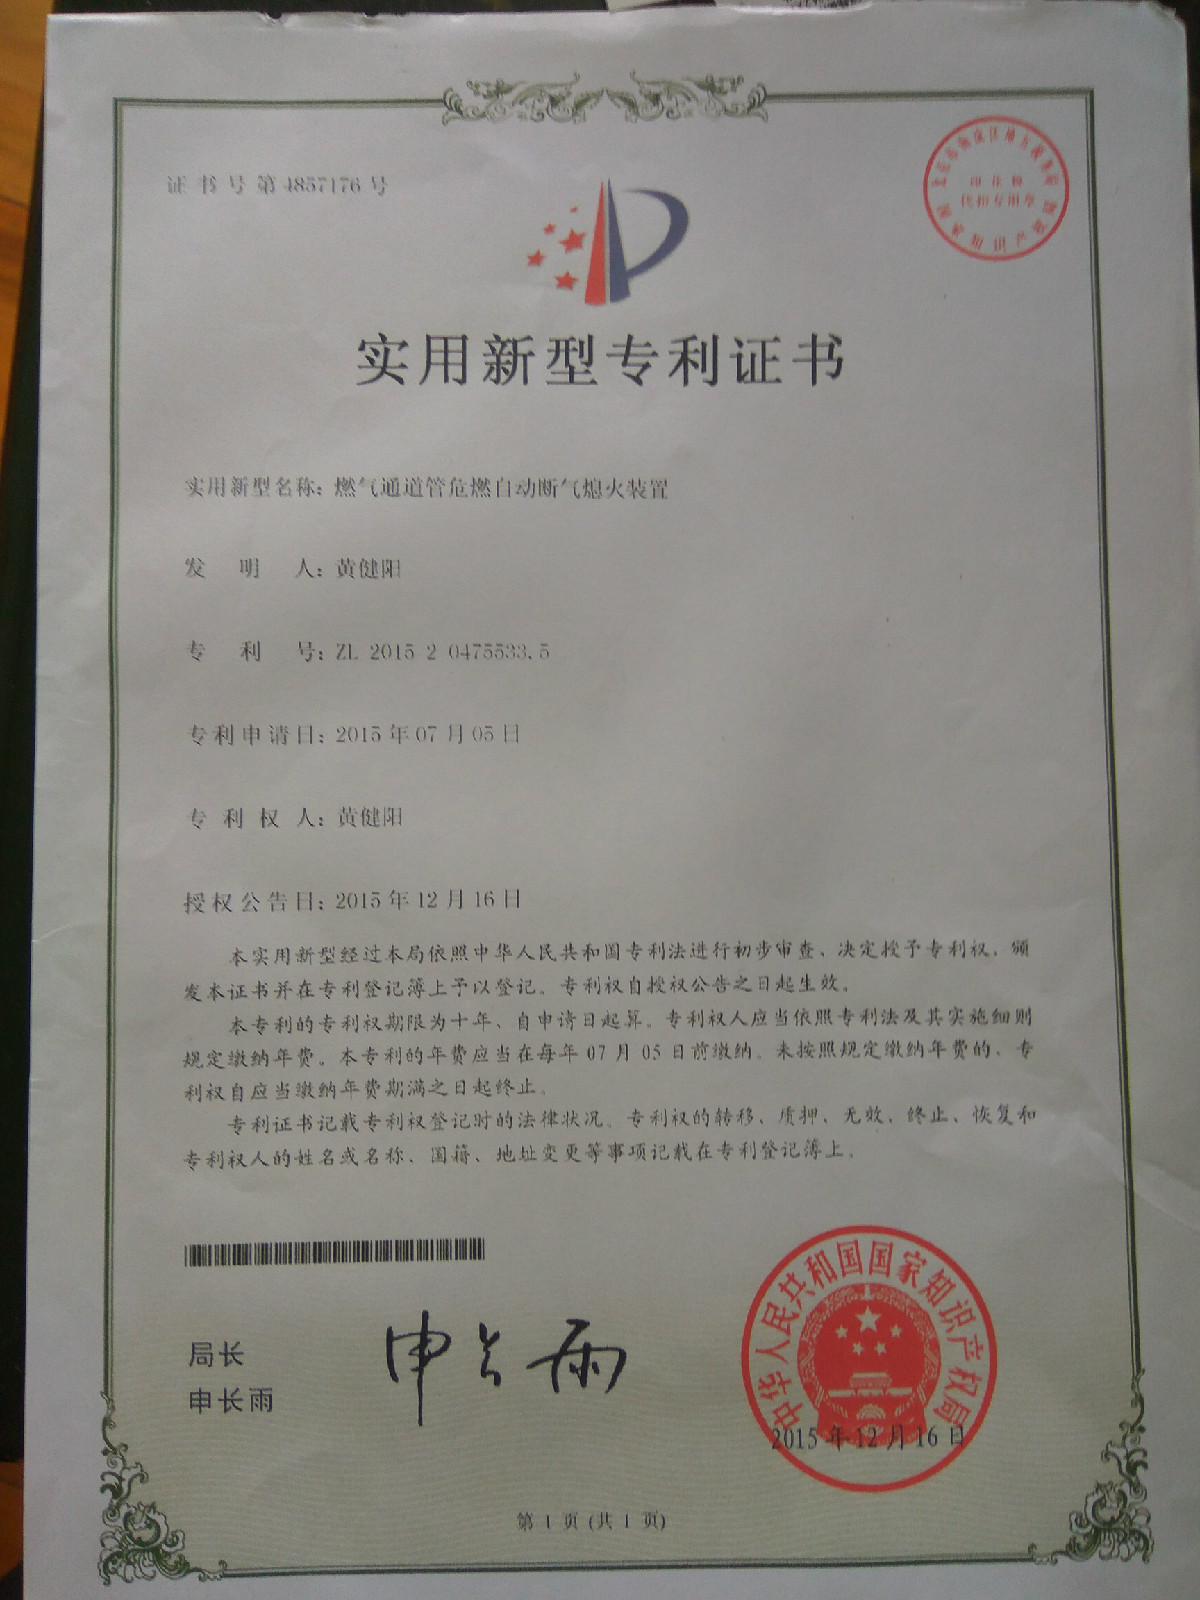 证书号第4857176号
实用新型专利证书
实用新型名称：燃气通道管危燃自动断气熄火装置
发明人：黄健阳
专利号：ZL 2015 2 0475533.5
专利申请日：2015年07月05日
专利权人：黄健阳
授权公告日：2015年12月16日
本实用新型经过本局依照中华人民共和国专利法进行初步审查，决定授予专利权，颁
发本证书并在专利登记簿上予以登记。专利权自授权公告之日起生效。
本专利的专利权期限为十年，自申请日起算。专利权人应当依照专利法及其实施细则
规定缴纳年费。本专利的年费应当在每年07月05日前缴纳。未按照规定缴纳年费的，专
利权自应当缴纳年费期满之日起终止。
专利证书记载专利权登记时的法律状况。专利权的转移、质押、无效、终止、恢复和
专利权人的姓名或名称、国籍、地址变更等事项记载在专利登记簿上。
局长
申长雨
申长雨
中华人民共和国国家知识产权局
2015年12月16日
第1页(共1页)